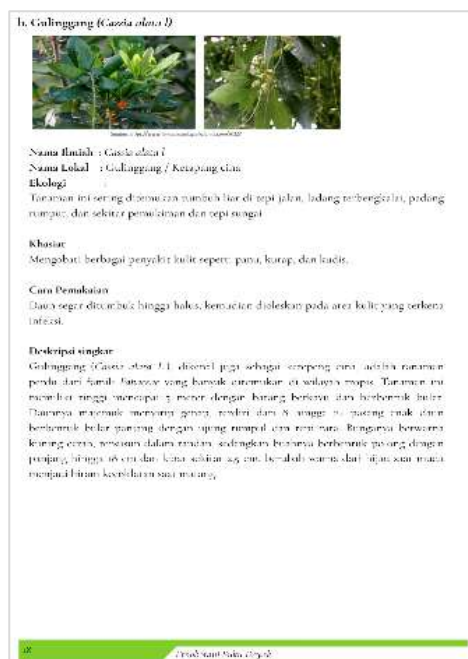 h. Gulinggang (Cassia alata l)
Nama Ilmiah : Cassia alata l
Nama Lokal : Gulinggang / Ketapang cina
Ekologi :
Tanaman ini sering ditemukan tumbuh liar di tepi jalan, ladang terbengkalai, padang
rumput, dan sekitar pemukiman dan tepi sungai
Khasiat
Mengobati berbagai penyakit kulit seperti panu, kurap, dan kudis.
Cara Pemakaian
Daun segar ditumbuk hingga halus, kemudian dioleskan pada area kulit yang terkena
infeksi.
Deskripsi singkat
Gulinggang (Cassia alata L.), dikenal juga sebagai ketepeng cina, adalah tanaman
perdu dari famili Fabaceae yang banyak ditemukan di wilayah tropis. Tanaman ini
memiliki tinggi mencapai 5 meter dengan batang berkayu dan berbentuk bulat.
Daunnya majemuk menyirip genap, terdiri dari 8 hingga pasang anak daun
berbentuk bulat panjang dengan ujung tumpul dan tepi rata. Bunganya berwarna
kuning cerah, tersusun dalam tandan, sedangkan buahnya berbentuk polong dengan
panjang hingga 18 cm dan lebar sekitar 2,5 cm, berubah warna dari hijau saat muda
menjadi hitam kecoklatan saat matang.